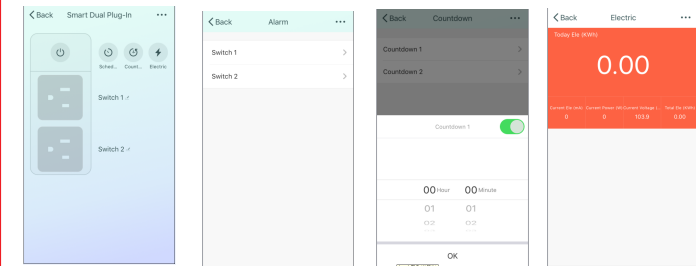 Back Smart Dual Plug-In ...
Sched... Count... Electric
Switch 1
Switch 2
Back Alarm ...
Switch 1
Switch 2
Back Countdown ...
Countdown 1
Countdown 2
Countdown 1
00 Hour 00 Minute
01 01
02 02
OK
Back Electric ...
Today Ele (KWh)
0.00
Current Ele (mA) Current Power (W) Current Voltage (... Total Ele (KWh)
0 0 103.9 0.00